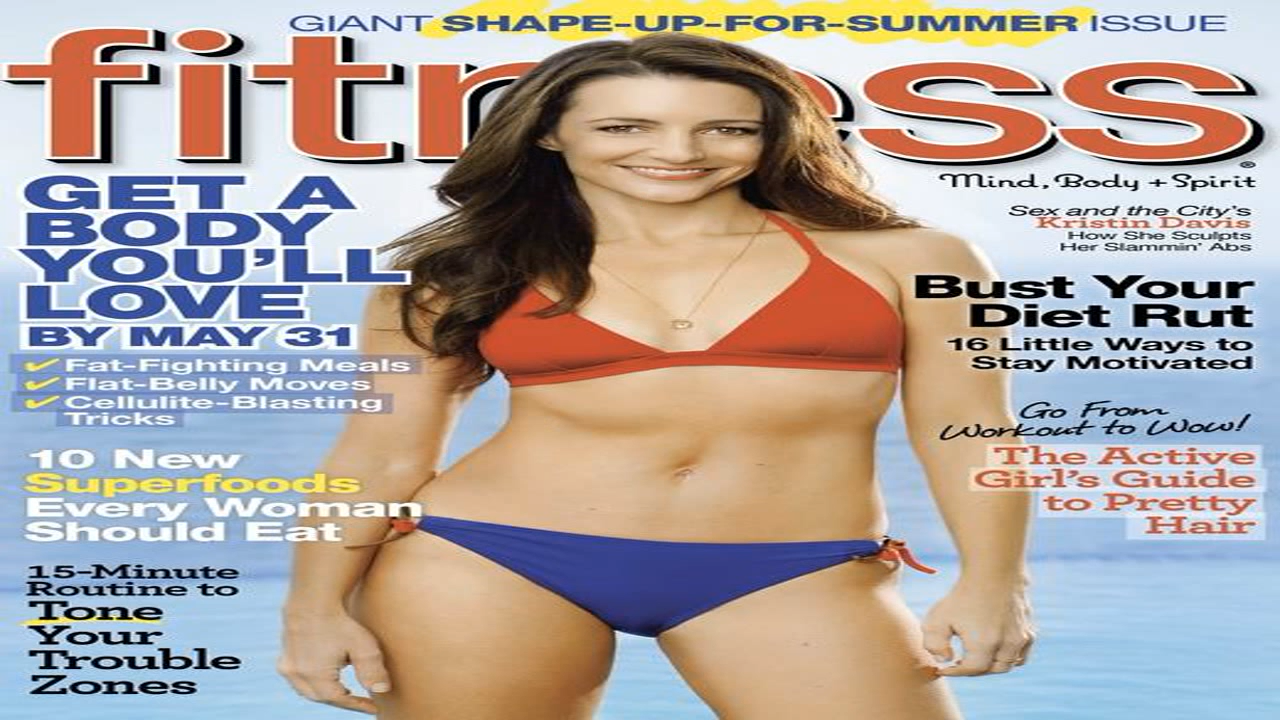 GIANT SHAPE-UP-FOR-SUMMER ISSUE
fitness
Mind, Body + Spirit
GET A
BODY
YOU'LL
LOVE
BY MAY 31
Fat-Fighting Meals
Flat-Belly Moves
Cellulite-Blasting
Tricks
10 New
Superfoods
Every Woman
Should Eat
15-Minute
Routine to
Tone
Your
Trouble
Zones
Sex and the City's
Kristin Davis
How She Sculpts
Her Slammin' Abs
Bust Your
Diet Rut
16 Little Ways to
Stay Motivated
Go From
Workout to Wow!
The Active
Girl's Guide
to Pretty
Hair